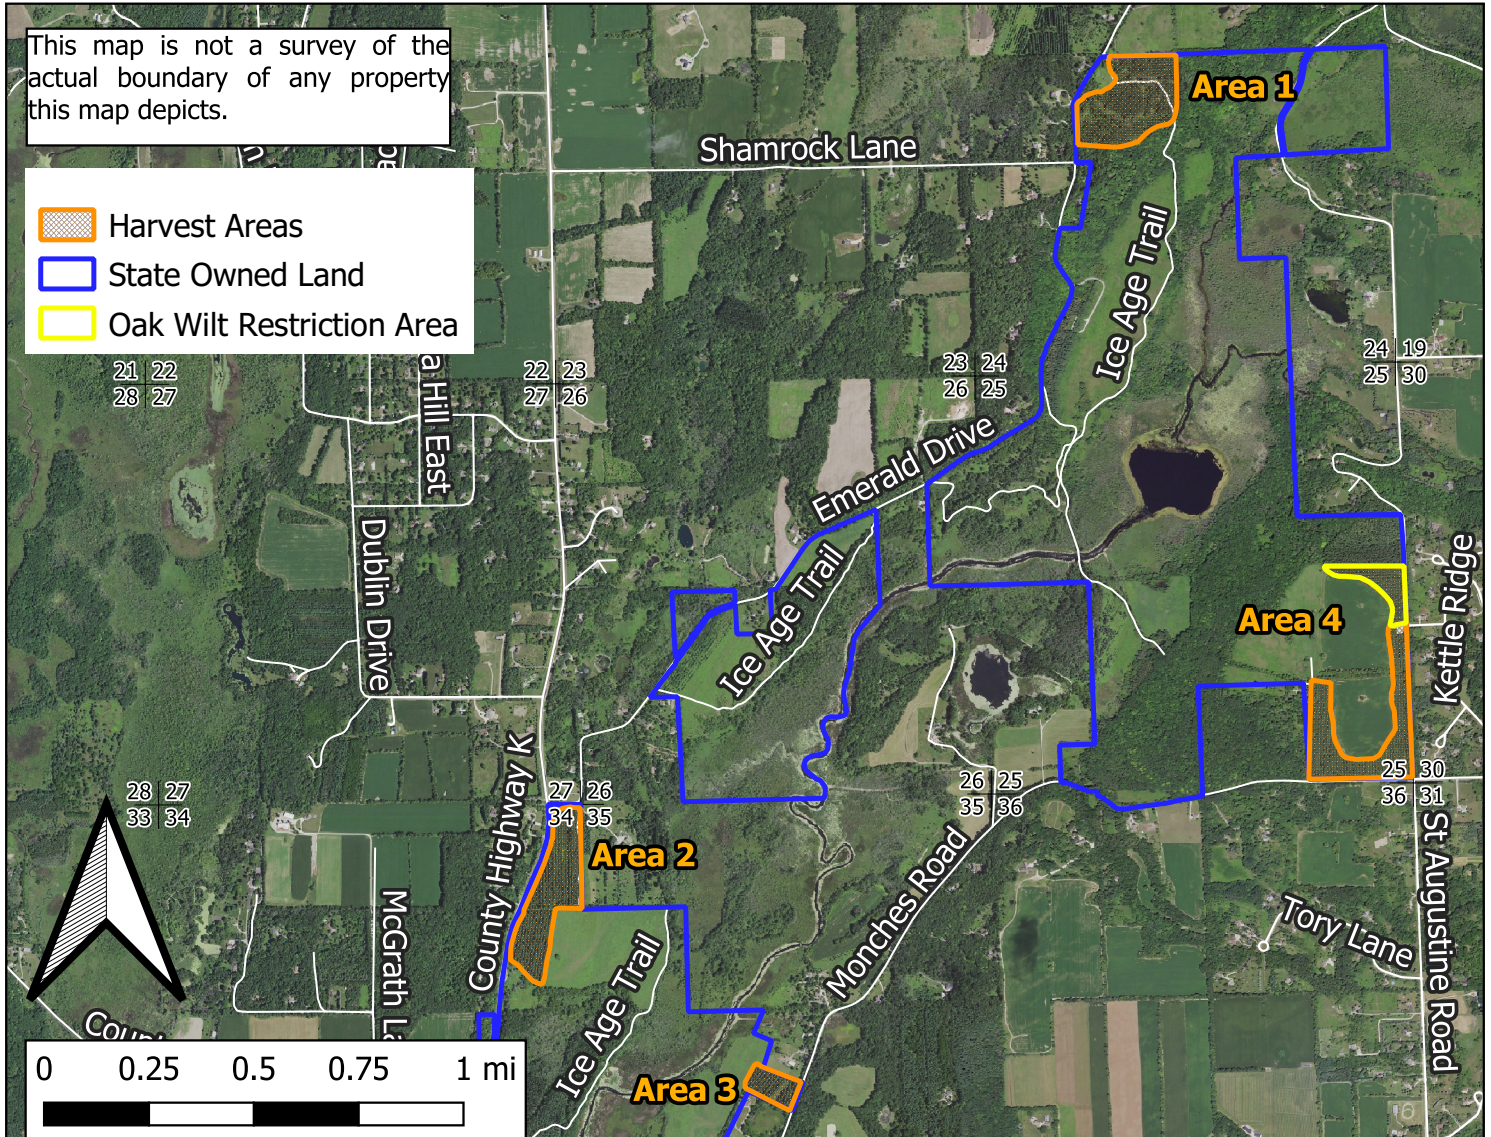 This map is not a survey of the
actual boundary of any property
this map depicts.
Harvest Areas
State Owned Land
Oak Wilt Restriction Area
Area 1
Shamrock Lane
Ice Age Trail
21 22
28 27
22 23
27 26
23 24
26 25
24 19
25 30
a Hill East
Emerald Drive
Dublin Drive
Ice Age Trail
Area 4
Kettle Ridge
28 27
33 34
27 26
34 35
26 25
35 36
25 30
36 31
County Highway K
Area 2
McGrath La
Monches Road
Tory Lane
St Augustine Road
Ice Age Trail
Area 3
Count
0 0.25 0.5 0.75 1 mi